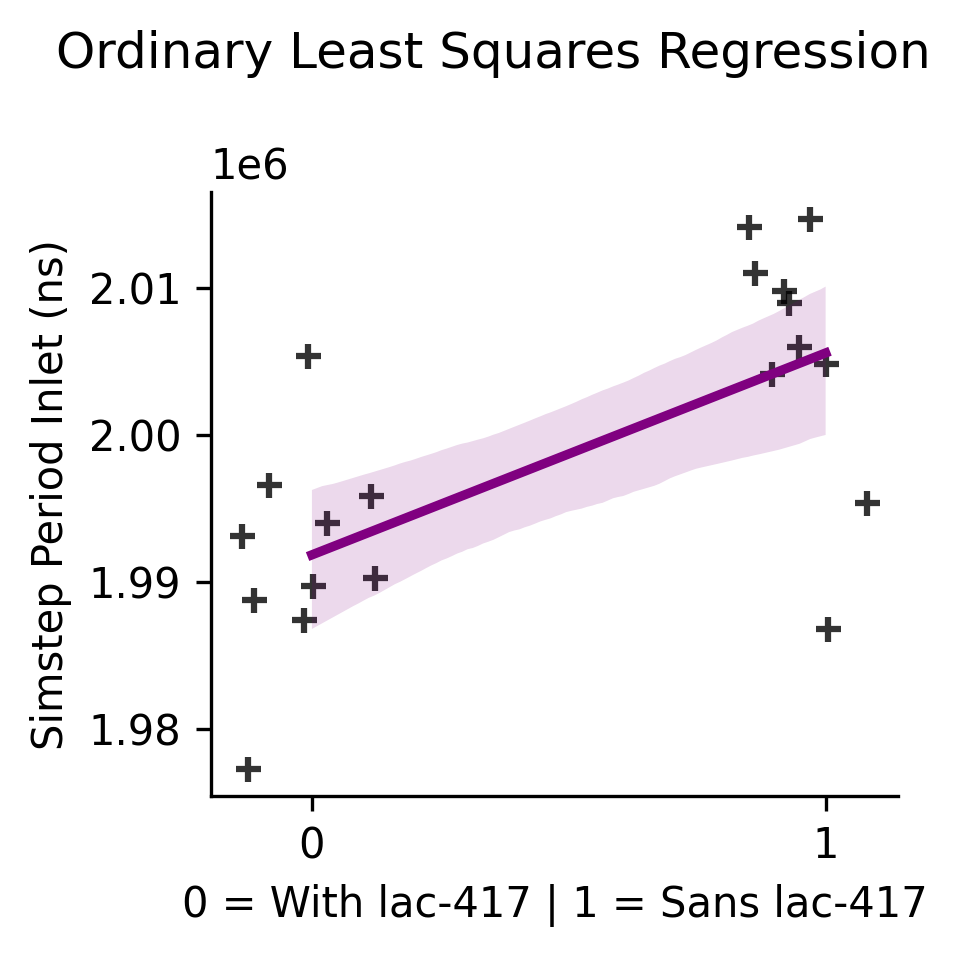 Ordinary Least Squares Regression
1e6
Simstep Period Inlet (ns)
2.01
2.00
1.99
1.98
0 1
0 = With lac-417 | 1 = Sans lac-417